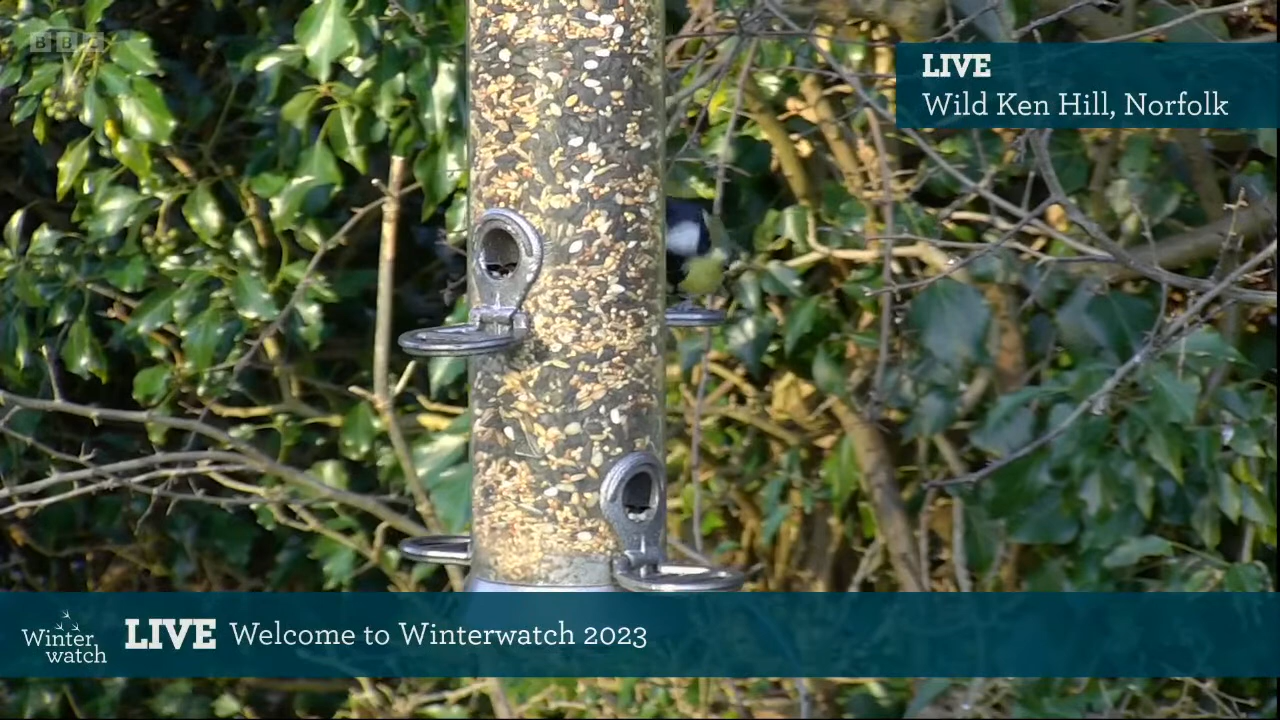 BBC
LIVE
Wild Ken Hill, Norfolk
Winter
watch
LIVE Welcome to Winterwatch 2023